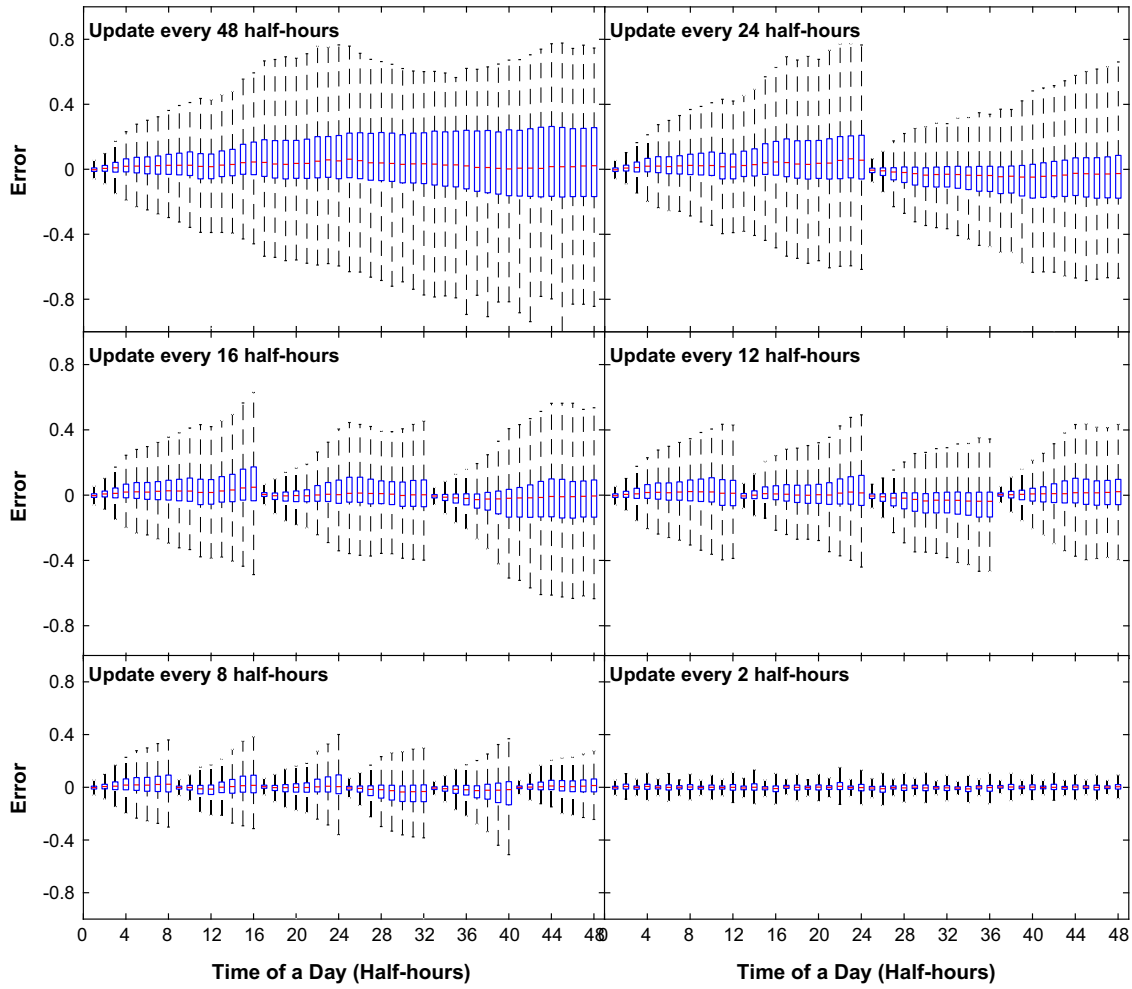 Update every 48 half-hours
Update every 24 half-hours
0.8
0.4
0
-0.4
-0.8
Error
Update every 16 half-hours
Update every 12 half-hours
0.8
0.4
0
-0.4
-0.8
Error
Update every 8 half-hours
Update every 2 half-hours
0.8
0.4
0
-0.4
-0.8
Error
0 4 8 12 16 20 24 28 32 36 40 44 48
0 4 8 12 16 20 24 28 32 36 40 44 48
Time of a Day (Half-hours)
Time of a Day (Half-hours)